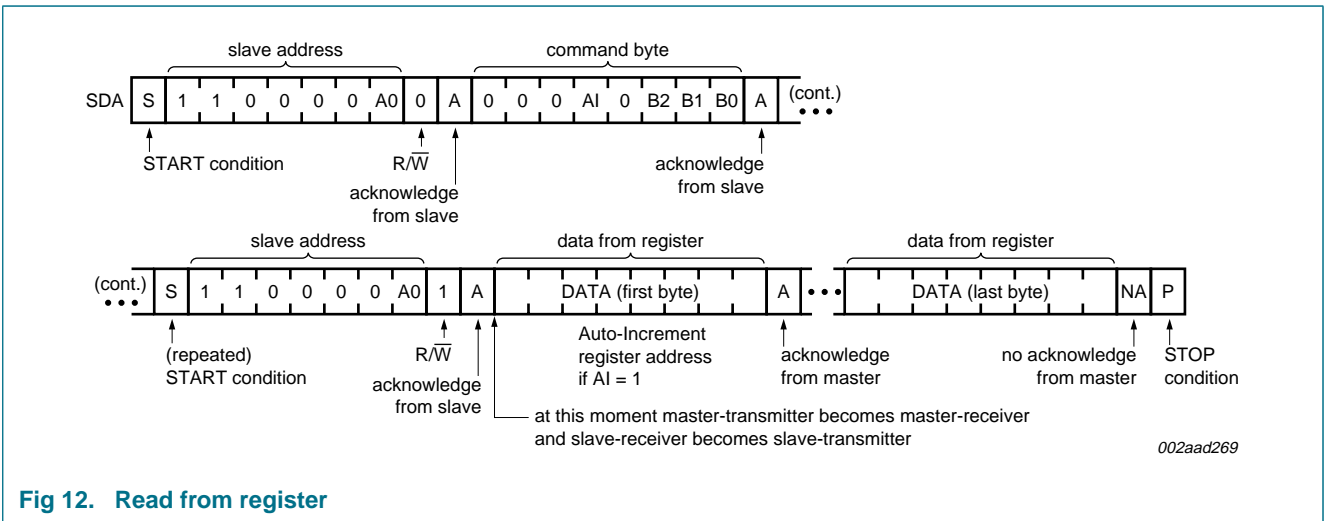 slave address command byte
SDA S 1 1 0 0 0 0 A0 0 A 0 0 0 AI 0 B2 B1 B0 A (cont.)
START condition R/W̅ acknowledge
from slave acknowledge
from slave
slave address data from register data from register
(cont.) S 1 1 0 0 0 0 A0 1 A DATA (first byte) A DATA (last byte) NA P
(repeated)
START condition
R/W̅
acknowledge
from slave
Auto-Increment
register address
if AI = 1
acknowledge
from master
no acknowledge
from master
STOP
condition
at this moment master-transmitter becomes master-receiver
and slave-receiver becomes slave-transmitter
002aad269
Fig 12. Read from register